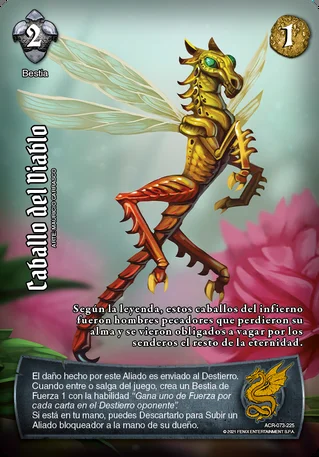 2
1
Bestia
Caballo del Diablo
ARTE: MAURICIO GARRANCO
Según la leyenda, estos caballos del infierno
fueron hombres pecadores que perdieron su
alma y se vieron obligados a vagar por los
senderos el resto de la eternidad.
El daño hecho por este Aliado es enviado al Destierro.
Cuando entre o salga del juego, crea un Bestia de
Fuerza 1 con la habilidad "Gana uno de Fuerza por
cada carta en el Destierro oponente".
Si está en tu mano, puedes Descartarlo para Subir un
Aliado bloqueador a la mano de su dueño.
ACR-073-225
© 2021 FENIX ENTERTAINMENT S.P.A.